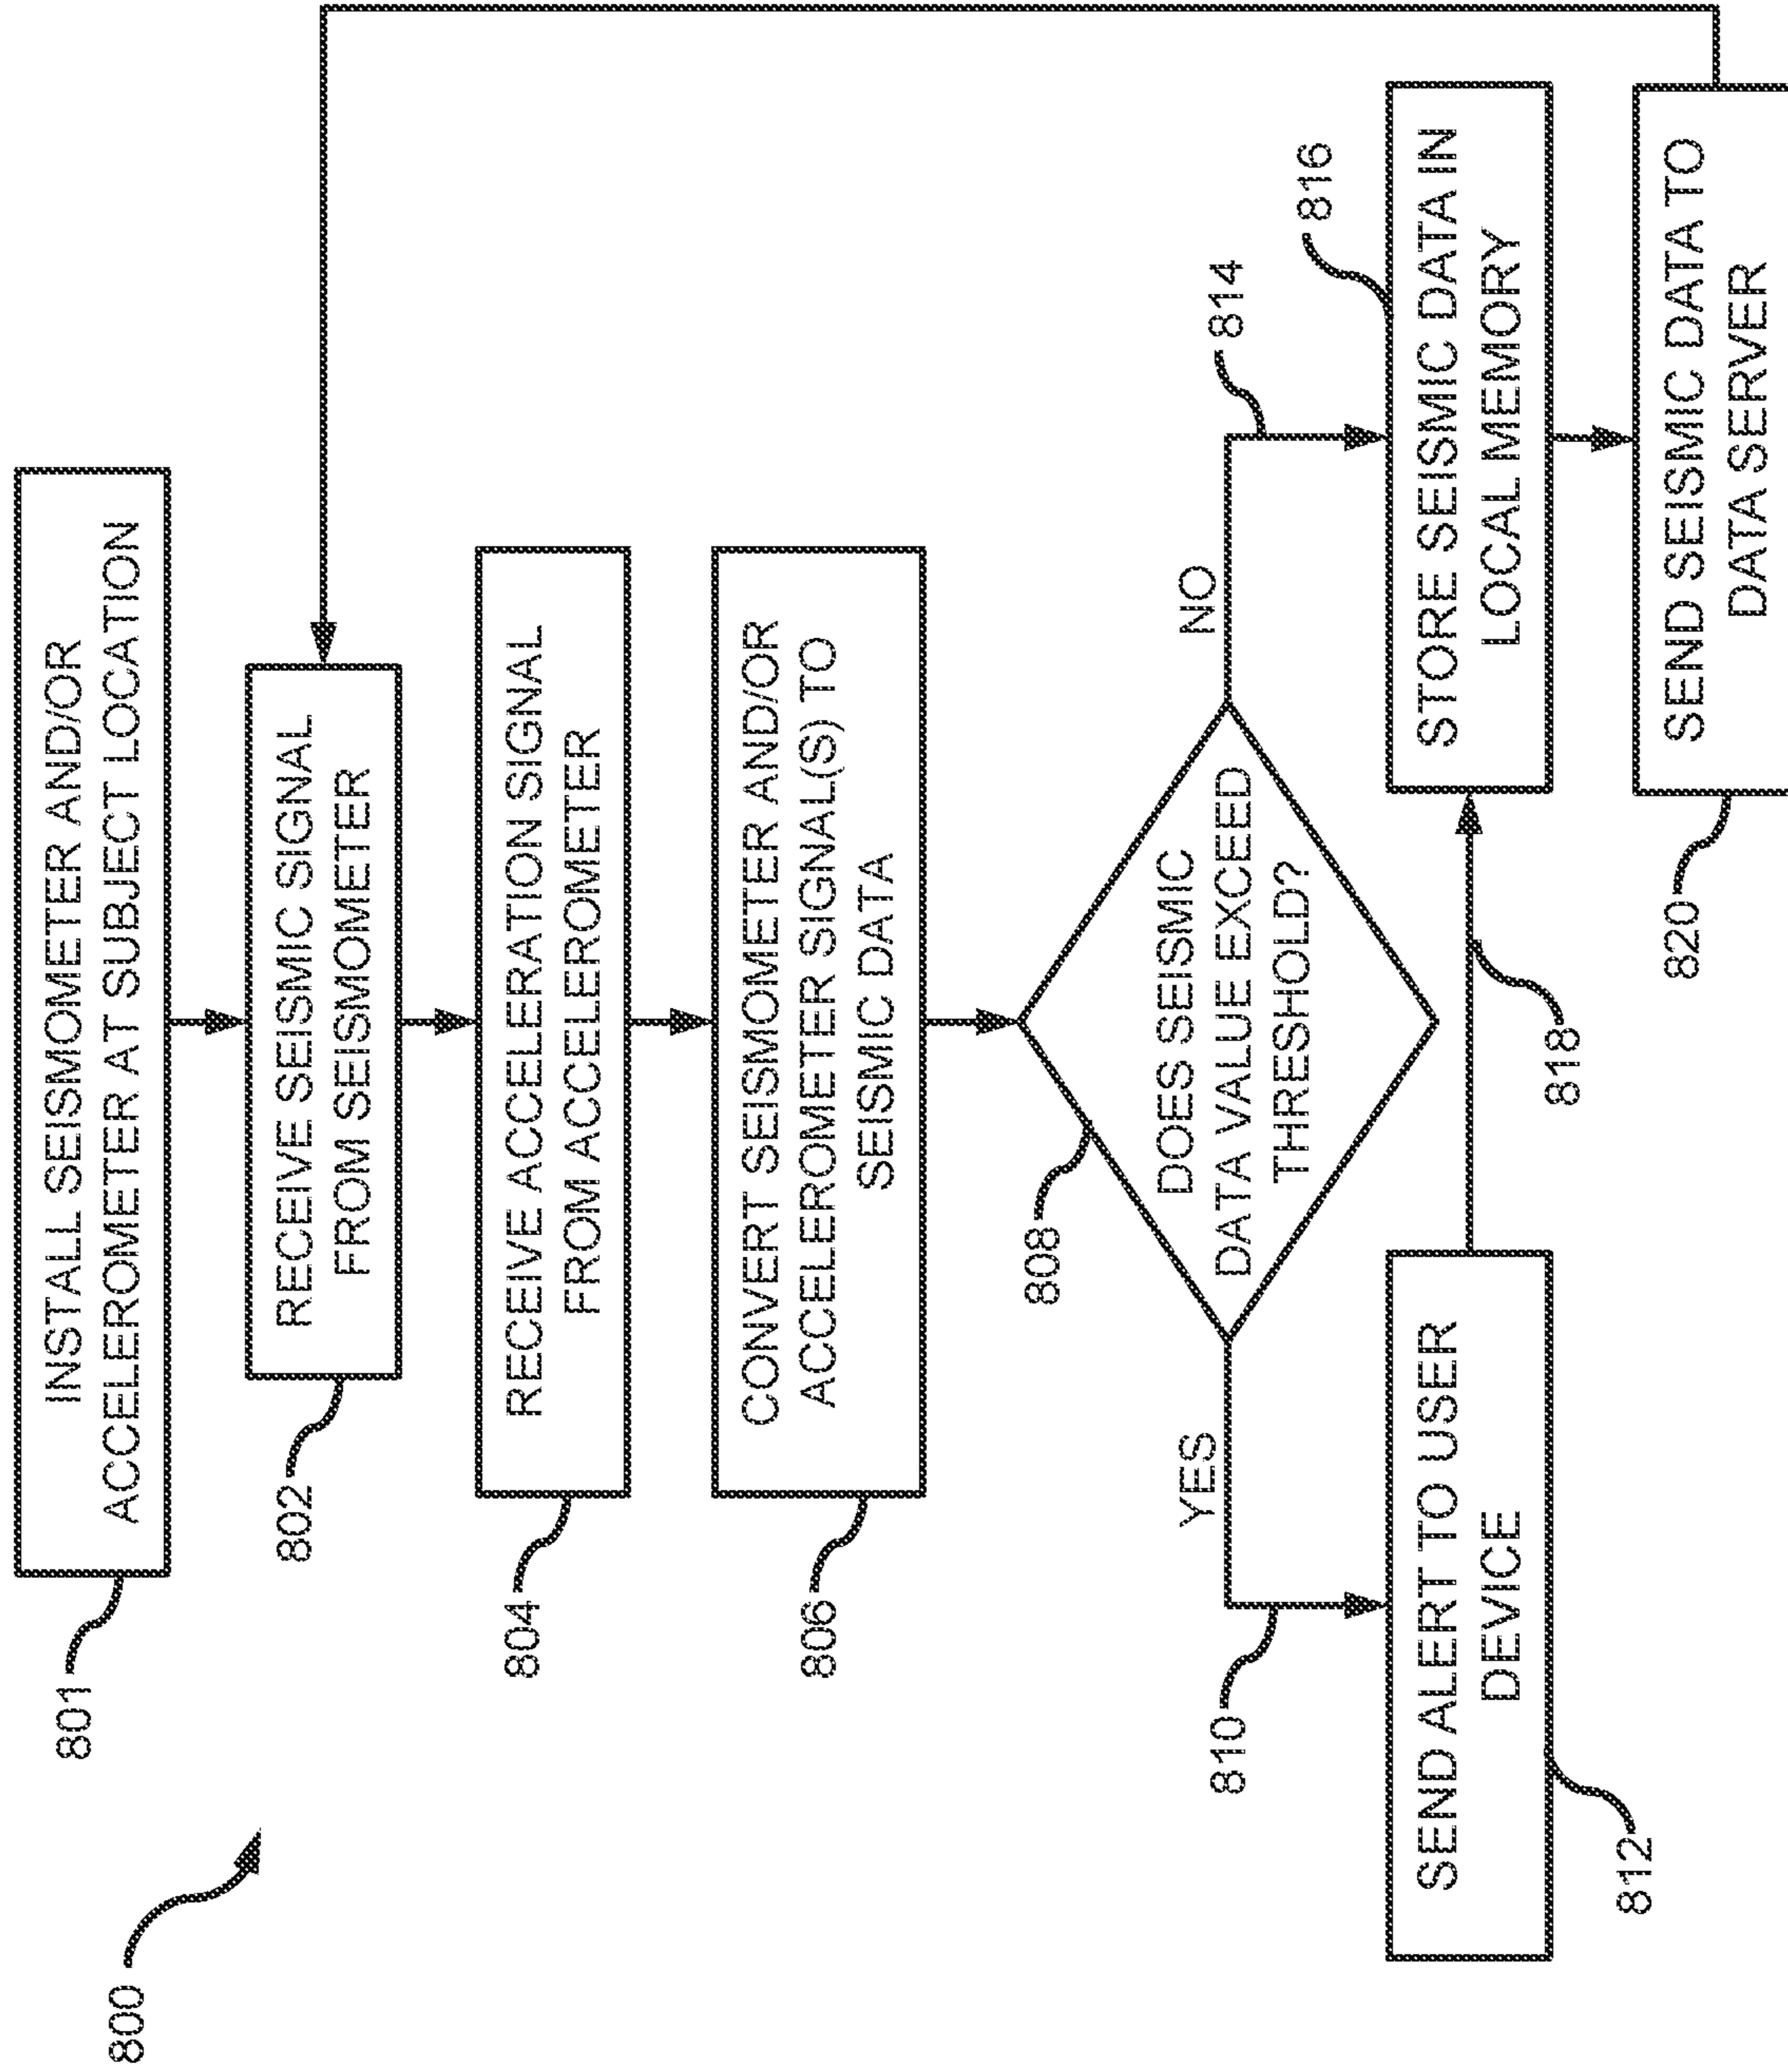 800
801
INSTALL SEISMOMETER AND/OR
ACCELEROMETER AT SUBJECT LOCATION
802
RECEIVE SEISMIC SIGNAL
FROM SEISMOMETER
804
RECEIVE ACCELERATION SIGNAL
FROM ACCELEROMETER
806
CONVERT SEISMOMETER AND/OR
ACCELEROMETER SIGNAL(S) TO
SEISMIC DATA
808
DOES SEISMIC
DATA VALUE EXCEED
THRESHOLD?
YES
NO
810
814
SEND ALERT TO USER
DEVICE
812
818
816
STORE SEISMIC DATA IN
LOCAL MEMORY
820
SEND SEISMIC DATA TO
DATA SERVER